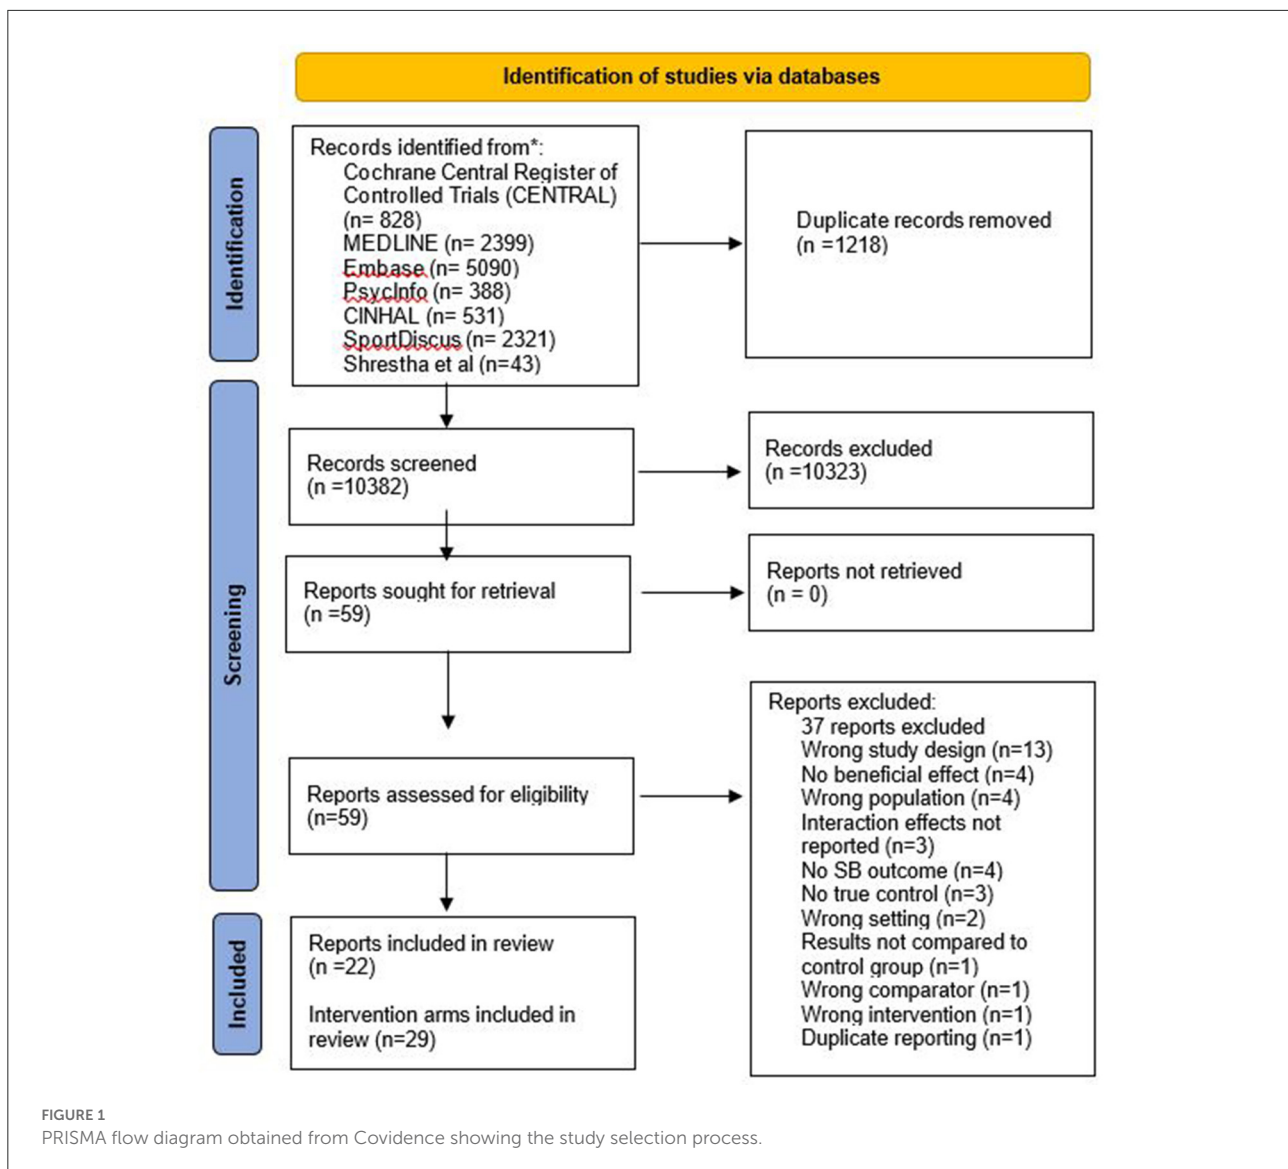 Identification of studies via databases
Identification
Records identified from*:
Cochrane Central Register of
Controlled Trials (CENTRAL)
(n= 828)
MEDLINE (n= 2399)
Embase (n= 5090)
PsycInfo (n= 388)
CINHAL (n= 531)
SportDiscus (n= 2321)
Shrestha et al (n=43)
Duplicate records removed
(n =1218)
Screening
Records screened
(n =10382)
Records excluded
(n =10323)
Reports sought for retrieval
(n =59)
Reports not retrieved
(n = 0)
Reports assessed for eligibility
(n=59)
Reports excluded:
37 reports excluded
Wrong study design (n=13)
No beneficial effect (n=4)
Wrong population (n=4)
Interaction effects not
reported (n=3)
No SB outcome (n=4)
No true control (n=3)
Wrong setting (n=2)
Results not compared to
control group (n=1)
Wrong comparator (n=1)
Wrong intervention (n=1)
Duplicate reporting (n=1)
Included
Reports included in review
(n =22)
Intervention arms included in
review (n=29)
FIGURE 1
PRISMA flow diagram obtained from Covidence showing the study selection process.